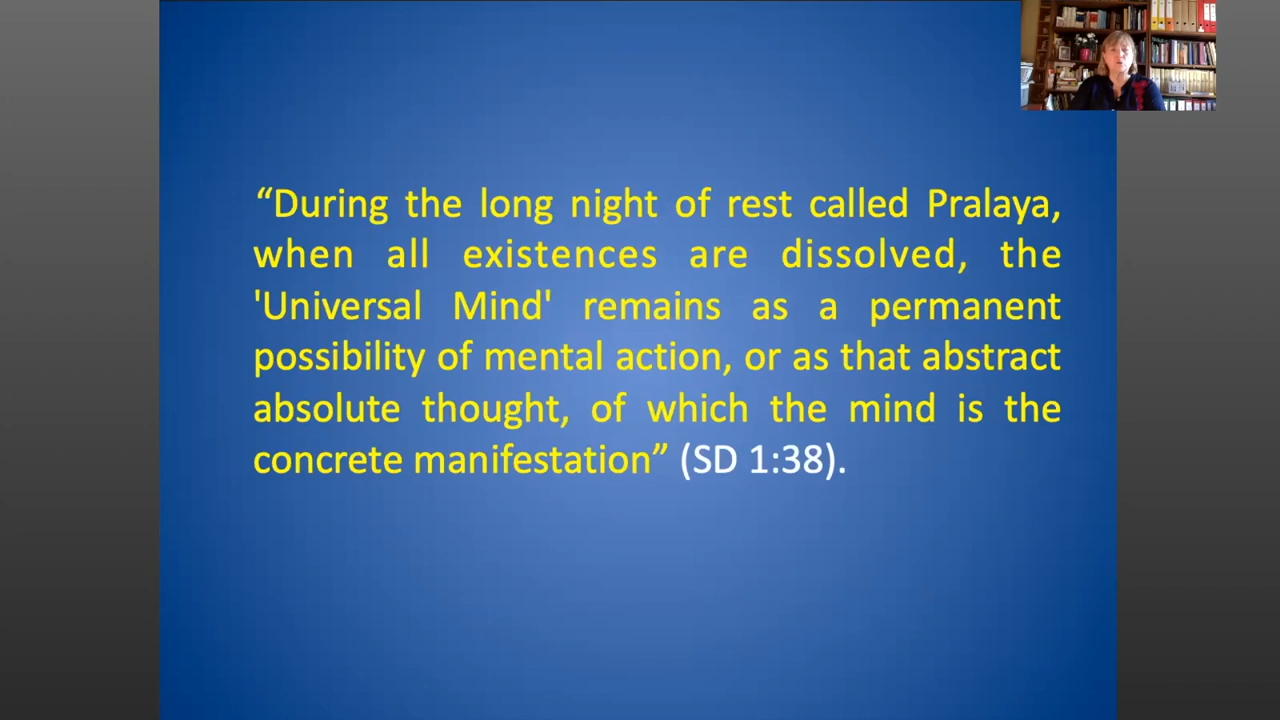 “During the long night of rest called Pralaya,
when all existences are dissolved, the
'Universal Mind' remains as a permanent
possibility of mental action, or as that abstract
absolute thought, of which the mind is the
concrete manifestation” (SD 1:38).